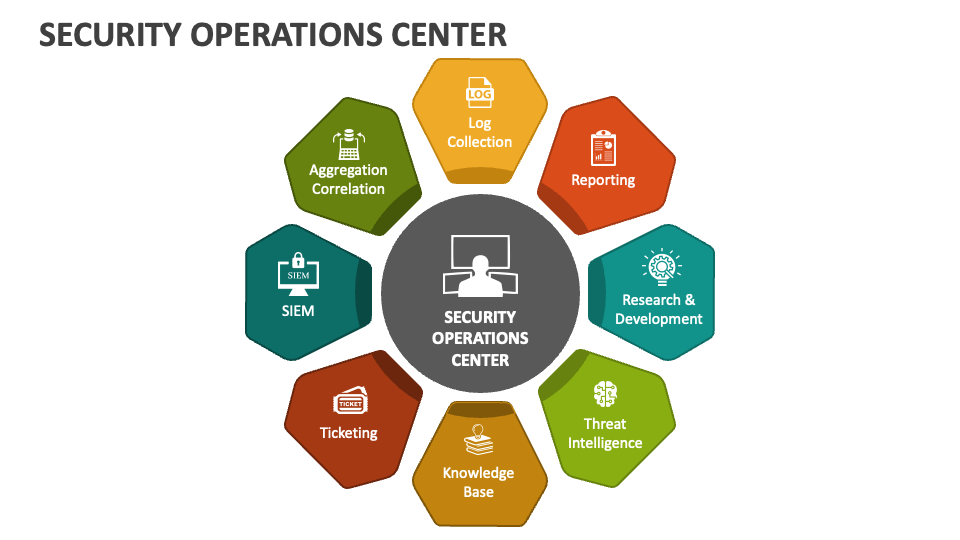 SECURITY OPERATIONS CENTER
LOG
Log
Collection
Reporting
Research &
Development
Threat
Intelligence
Knowledge
Base
TICKET
Ticketing
SIEM
SIEM
Aggregation
Correlation
SECURITY
OPERATIONS
CENTER